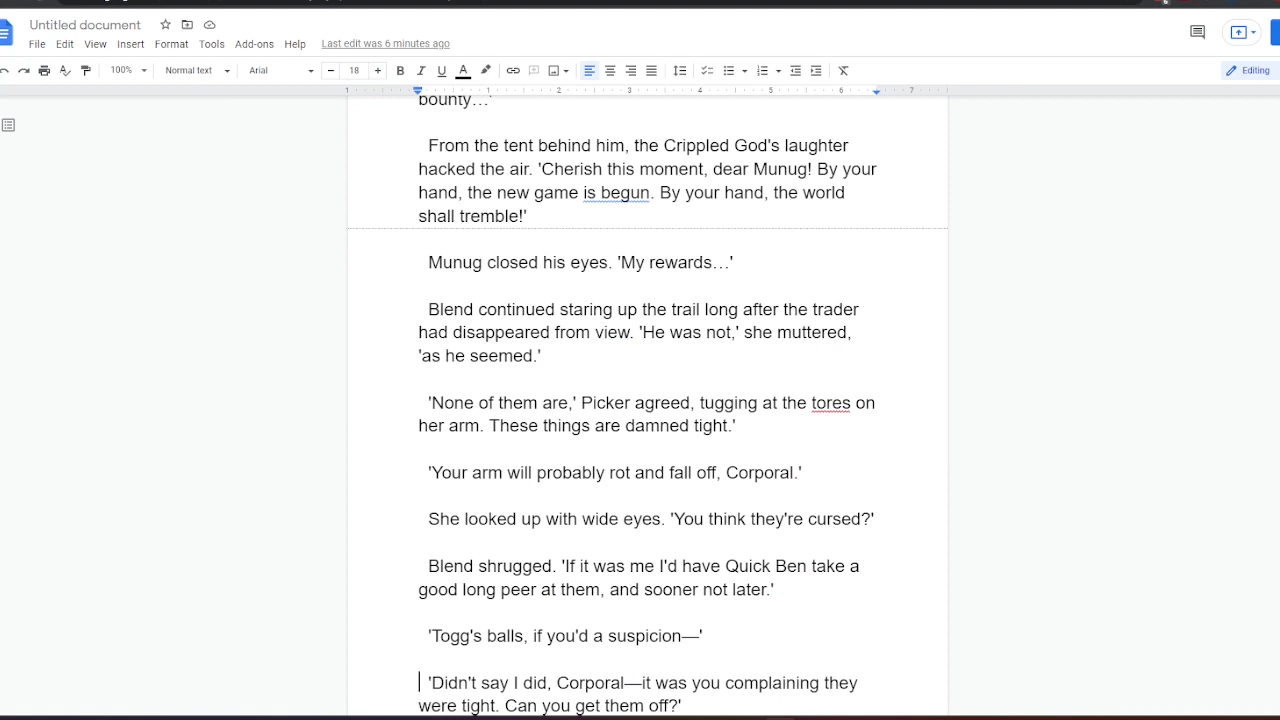 Untitled document
File Edit View Insert Format Tools Add-ons Help Last edit was 6 minutes ago
100% Normal text Arial 18 B I U A Editing
1 1 2 3 4 5 6 7
bounty…'
From the tent behind him, the Crippled God's laughter
hacked the air. 'Cherish this moment, dear Munug! By your
hand, the new game is begun. By your hand, the world
shall tremble!'
Munug closed his eyes. 'My rewards…'
Blend continued staring up the trail long after the trader
had disappeared from view. 'He was not,' she muttered,
'as he seemed.'
'None of them are,' Picker agreed, tugging at the tores on
her arm. These things are damned tight.'
'Your arm will probably rot and fall off, Corporal.'
She looked up with wide eyes. 'You think they're cursed?'
Blend shrugged. 'If it was me I'd have Quick Ben take a
good long peer at them, and sooner not later.'
'Togg's balls, if you'd a suspicion—'
'Didn't say I did, Corporal—it was you complaining they
were tight. Can you get them off?'